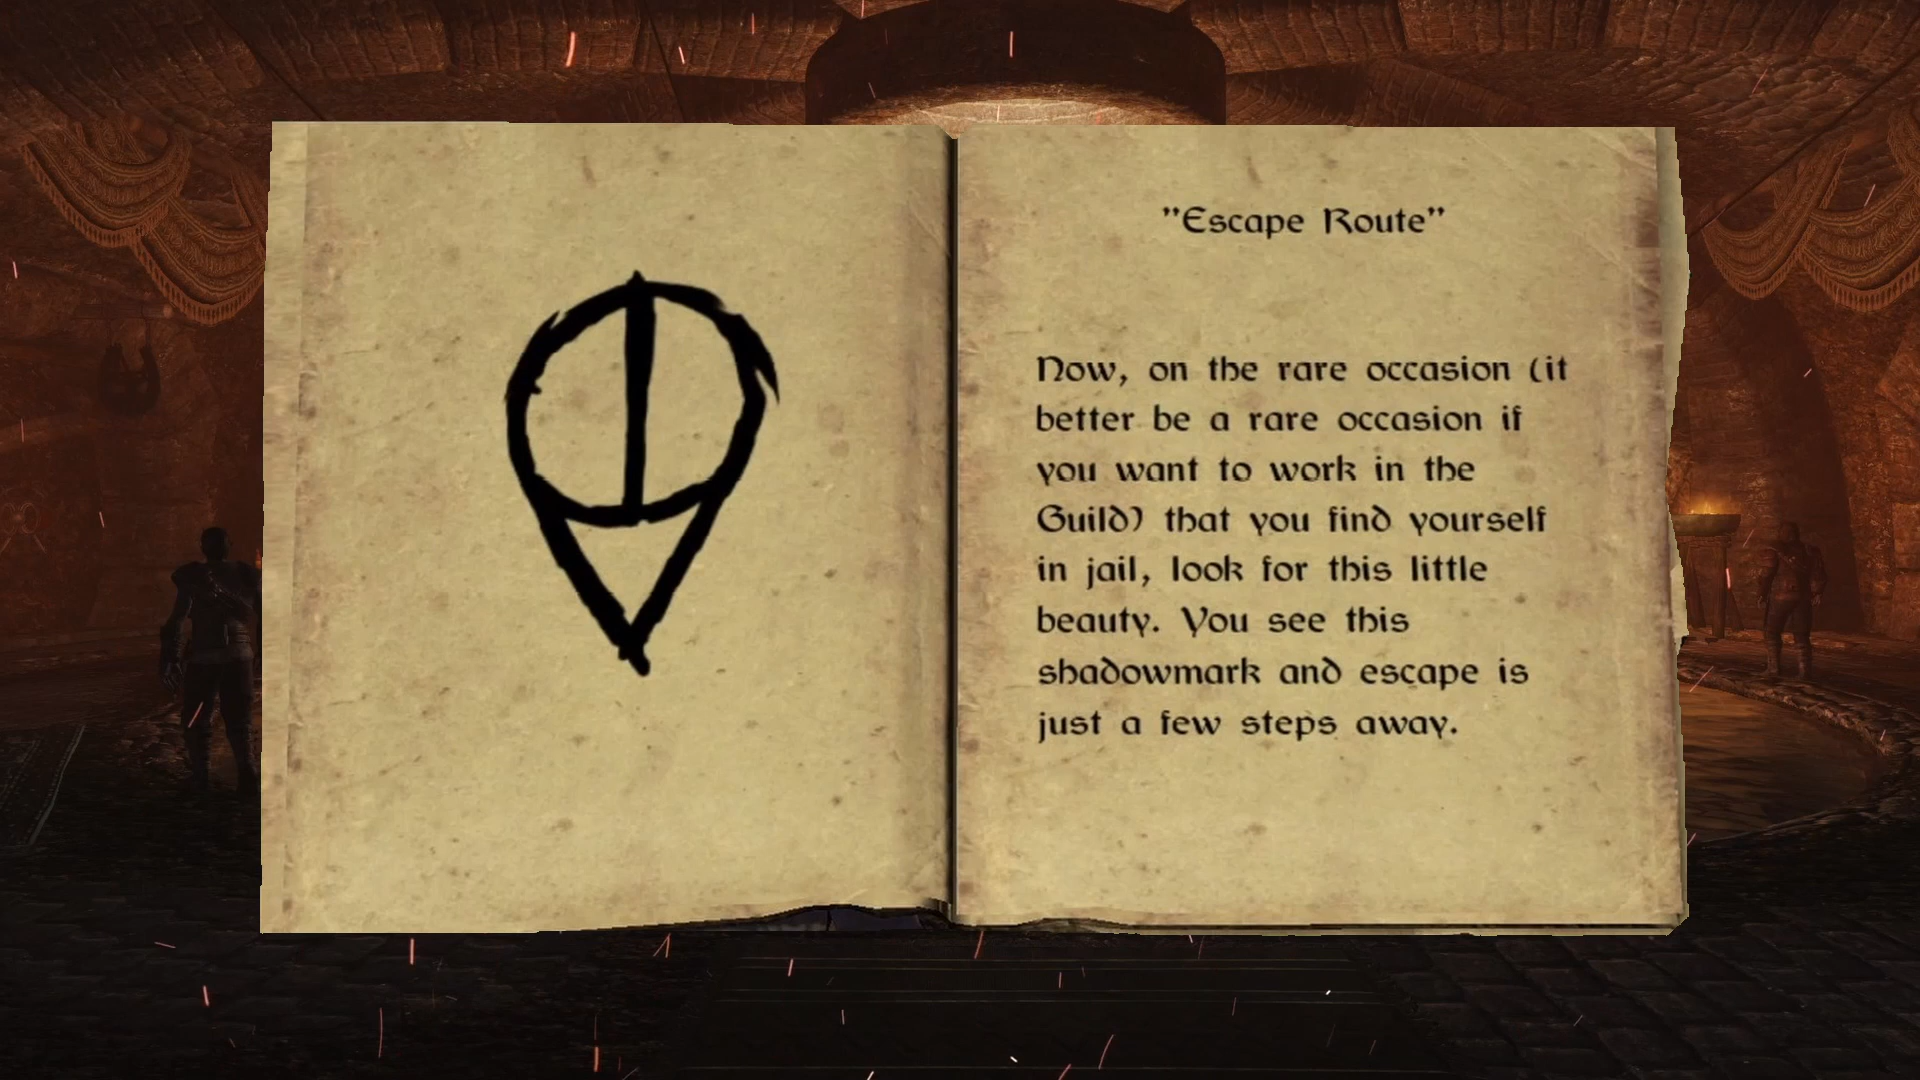 "Escape Route"
Now, on the rare occasion (it
better be a rare occasion if
you want to work in the
Guild) that you find yourself
in jail, look for this little
beauty. You see this
shadowmark and escape is
just a few steps away.